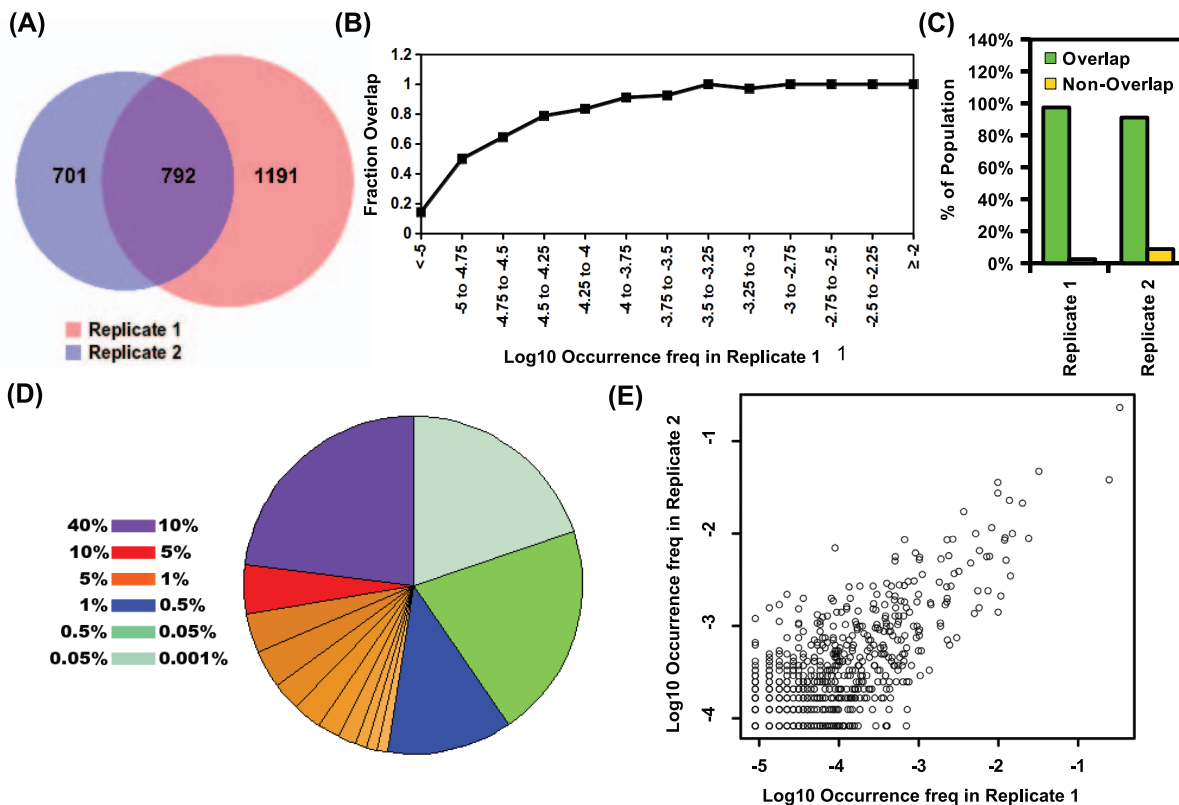 (A)
701
792
1191
Replicate 1
Replicate 2
(B)
Fraction Overlap
1.2
1
0.8
0.6
0.4
0.2
0
< -5
-5 to -4.75
-4.75 to -4.5
-4.5 to -4.25
-4.25 to -4
-4 to -3.75
-3.75 to -3.5
-3.5 to -3.25
-3.25 to -3
-3 to -2.75
-2.75 to -2.5
-2.5 to -2.25
≥ -2
Log10 Occurrence freq in Replicate 1 1
(C)
% of Population
140%
120%
100%
80%
60%
40%
20%
0%
Overlap
Non-Overlap
Replicate 1
Replicate 2
(D)
40% 10%
10% 5%
5% 1%
1% 0.5%
0.5% 0.05%
0.05% 0.001%
(E)
Log10 Occurrence freq in Replicate 2
-1
-2
-3
-4
-5 -4 -3 -2 -1
Log10 Occurrence freq in Replicate 1